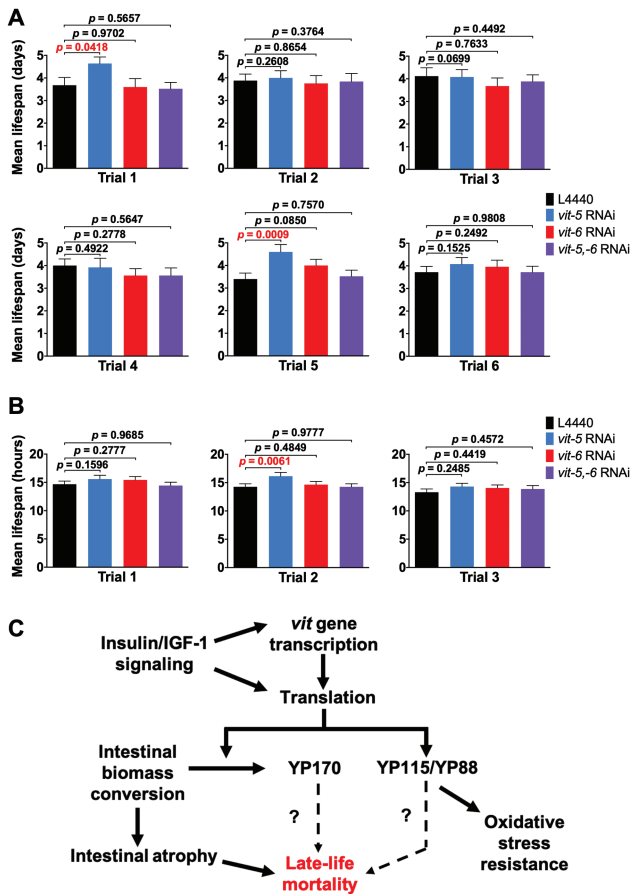 A
p = 0.5657
p = 0.9702
p = 0.0418
Mean lifespan (days)
5
4
3
2
1
0
Trial 1
p = 0.3764
p = 0.8654
p = 0.2608
5
4
3
2
1
0
Trial 2
p = 0.4492
p = 0.7633
p = 0.0699
5
4
3
2
1
0
Trial 3
L4440
vit-5 RNAi
vit-6 RNAi
vit-5,-6 RNAi
p = 0.5647
p = 0.2778
p = 0.4922
Mean lifespan (days)
5
4
3
2
1
0
Trial 4
p = 0.7570
p = 0.0850
p = 0.0009
5
4
3
2
1
0
Trial 5
p = 0.9808
p = 0.2492
p = 0.1525
5
4
3
2
1
0
Trial 6
B
p = 0.9685
p = 0.2777
p = 0.1596
Mean lifespan (hours)
20
15
10
5
0
Trial 1
p = 0.9777
p = 0.4849
p = 0.0061
20
15
10
5
0
Trial 2
p = 0.4572
p = 0.4419
p = 0.2485
20
15
10
5
0
Trial 3
L4440
vit-5 RNAi
vit-6 RNAi
vit-5,-6 RNAi
C
Insulin/IGF-1
signaling
vit gene
transcription
Translation
Intestinal
biomass
conversion
YP170
YP115/YP88
?
?
Oxidative
stress
resistance
Intestinal atrophy
Late-life
mortality